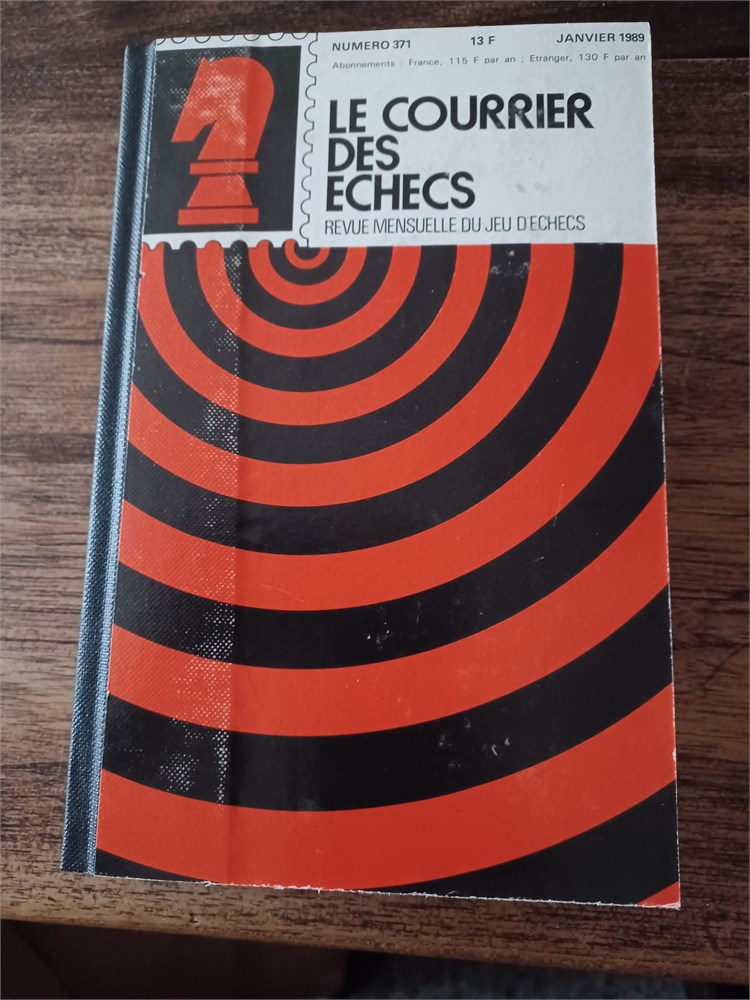 NUMERO 371 13 F JANVIER 1989
Abonnements : France, 115 F par an ; Etranger, 130 F par an
LE COURRIER
DES
ECHECS
REVUE MENSUELLE DU JEU D'ECHECS